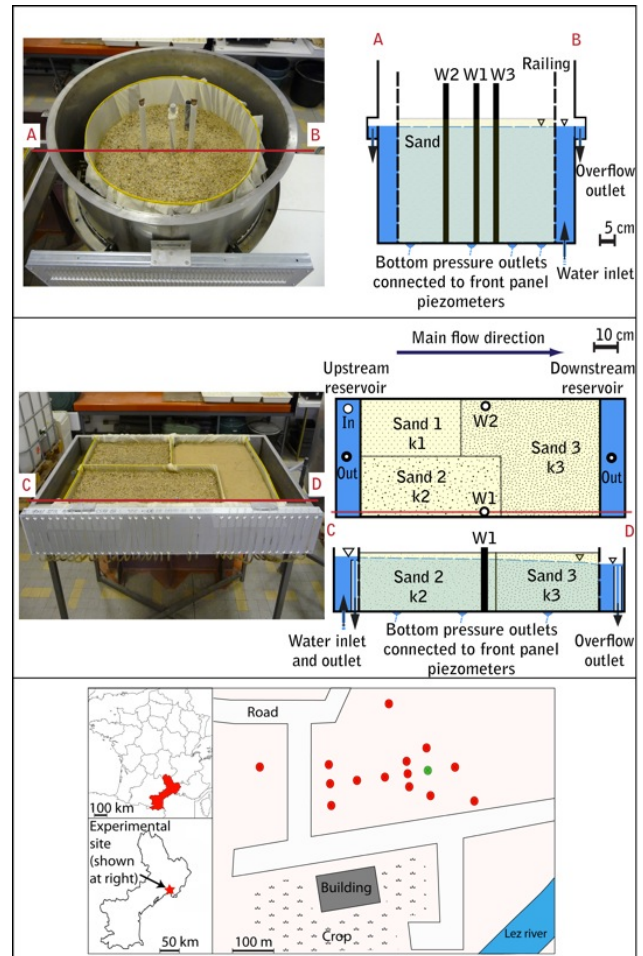 A
B
A
B
W2 W1 W3
Railing
Sand
Overflow
outlet
5 cm
Bottom pressure outlets
connected to front panel
piezometers
Water inlet
Main flow direction
10 cm
Upstream
reservoir
Downstream
reservoir
In
Out
Sand 1
k1
W2
Sand 3
k3
Sand 2
k2
W1
Out
C
D
C
D
W1
Sand 2
k2
Sand 3
k3
Water inlet
and outlet
Bottom pressure outlets
connected to front panel
piezometers
Overflow
outlet
100 km
Experimental
site
(shown
at right)
50 km
Road
Building
Crop
100 m
Lez river